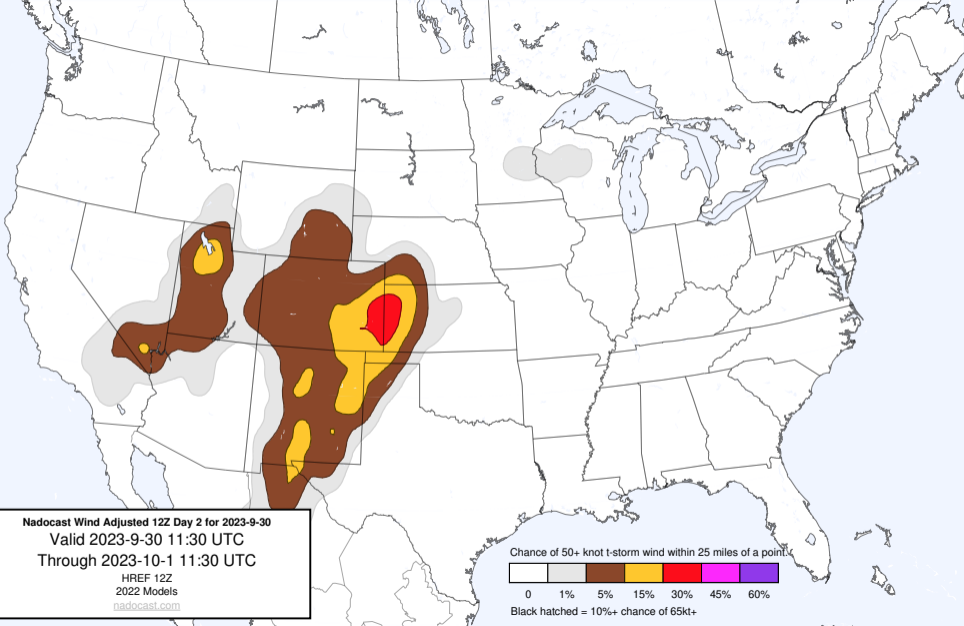 Nadocast Wind Adjusted 12Z Day 2 for 2023-9-30
Valid 2023-9-30 11:30 UTC
Through 2023-10-1 11:30 UTC
HREF 12Z
2022 Models
nadocast.com
Chance of 50+ knot t-storm wind within 25 miles of a point.
0 1% 5% 15% 30% 45% 60%
Black hatched = 10%+ chance of 65kt+